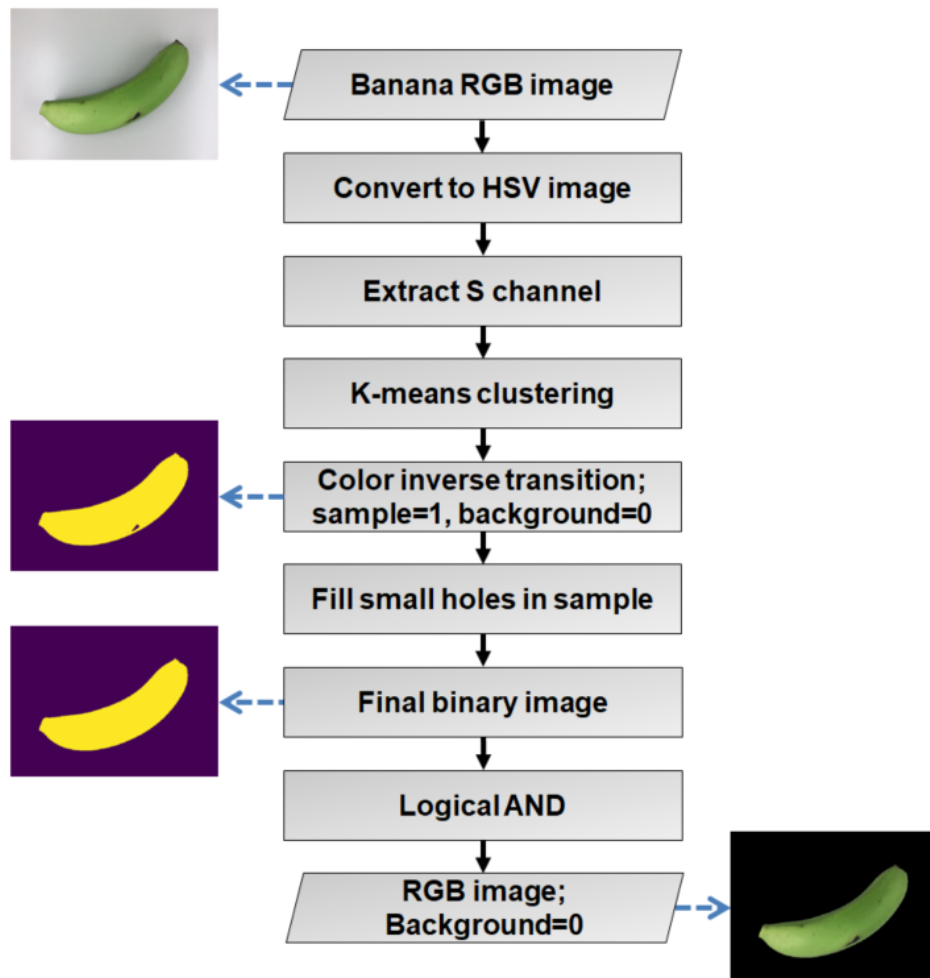 Banana RGB image
Convert to HSV image
Extract S channel
K-means clustering
Color inverse transition;
sample=1, background=0
Fill small holes in sample
Final binary image
Logical AND
RGB image;
Background=0